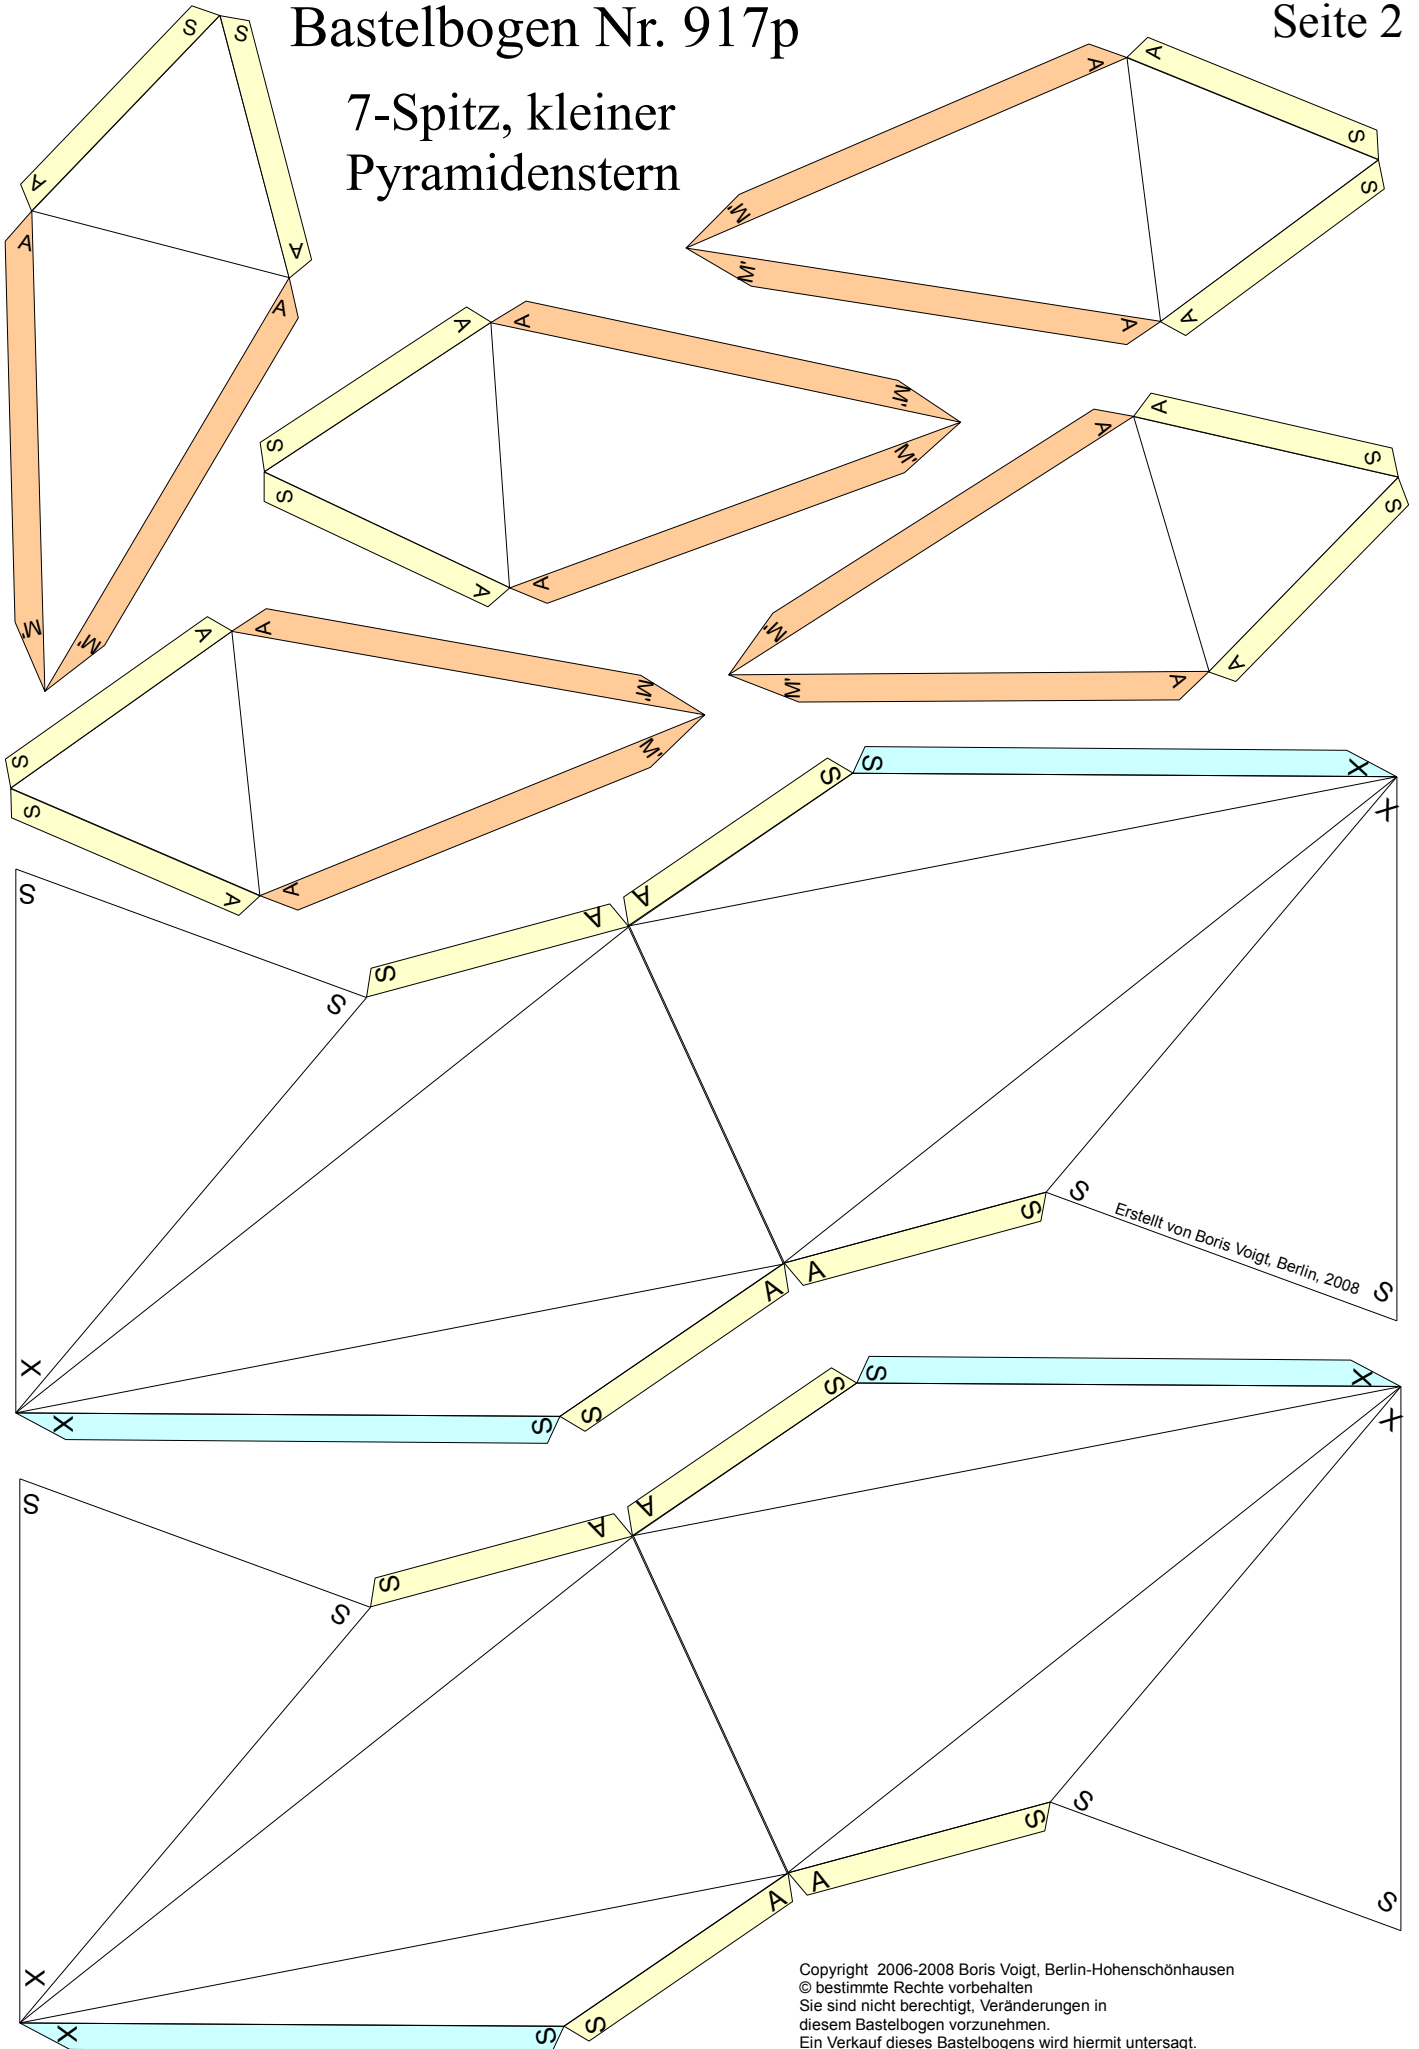 Bastelbogen Nr. 917p
Seite 2
7-Spitz, kleiner
Pyramidenstern
S S
A A
A A
M' M'
A A
S S
M' M'
A A
A A
S S
M' M'
A A
A A
S S
M' M'
A A
A A
S S
M' M'
A A
S S
X X
S S
A A
S S
X X
S S
A A
S S
Erstellt von Boris Voigt, Berlin, 2008
S S
X X
S S
A A
S S
X X
S S
A A
S S
Copyright 2006-2008 Boris Voigt, Berlin-Hohenschönhausen
© bestimmte Rechte vorbehalten
Sie sind nicht berechtigt, Veränderungen in
diesem Bastelbogen vorzunehmen.
Ein Verkauf dieses Bastelbogens wird hiermit untersagt.